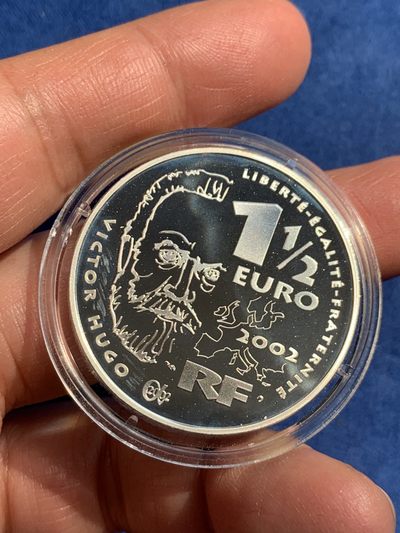 VICTOR HUGO
LIBERTÉ·ÉGALITÉ·FRATERNITÉ
1 1/2
EURO
2002
RF